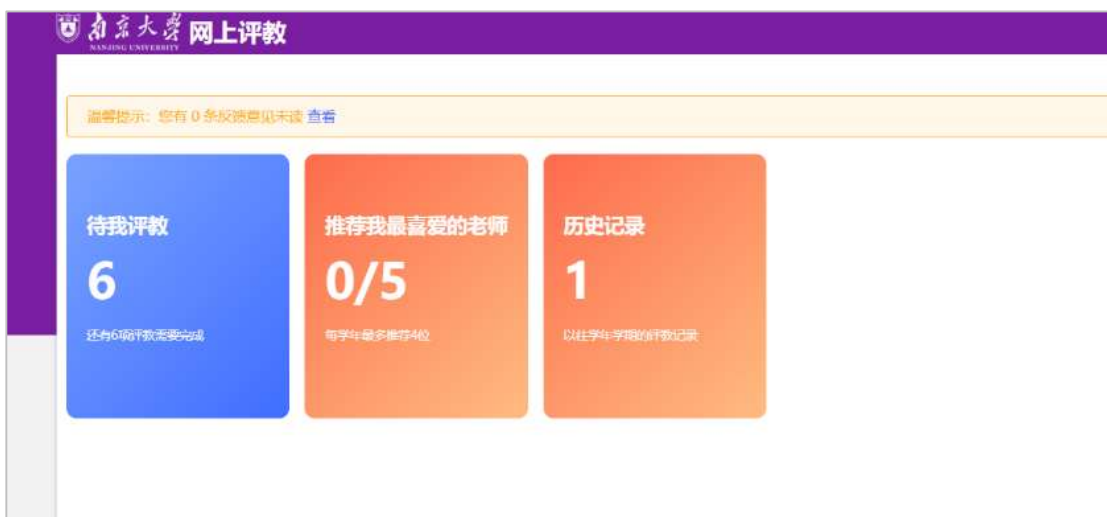 南京大学 网上评教
NANJING UNIVERSITY
温馨提示：您有 0 条反馈意见未读 查看
待我评教
6
还有6项评教需要完成
推荐我最喜爱的老师
0/5
每学年最多推荐4位
历史记录
1
以往学年学期的评教记录